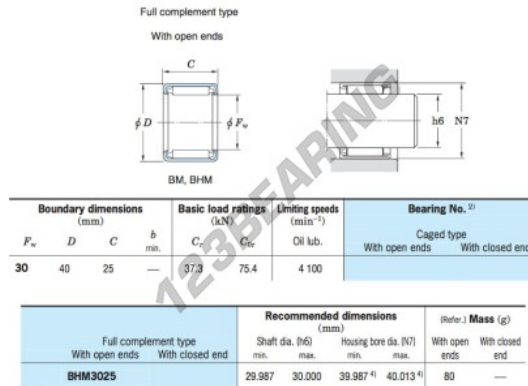 Full complement type
With open ends
C
φD
φFw
h6
N7
BM, BHM
123BEARING
Boundary dimensions
(mm)
Basic load ratings
(kN)
Limiting speeds
(min⁻¹)
Bearing No. ²⁾
Fw D C b min. Cr C0r Oil lub.
Caged type
With open ends With closed end
30 40 25 — 37.3 75.4 4 100
Recommended dimensions
(mm)
(Refer.) Mass (g)
Full complement type
With open ends With closed end
Shaft dia. (h6)
min. max.
Housing bore dia. (N7)
min. max.
With open ends
With closed end
BHM3025 29.987 30.000 39.987 ⁴⁾ 40.013 ⁴⁾ 80 —